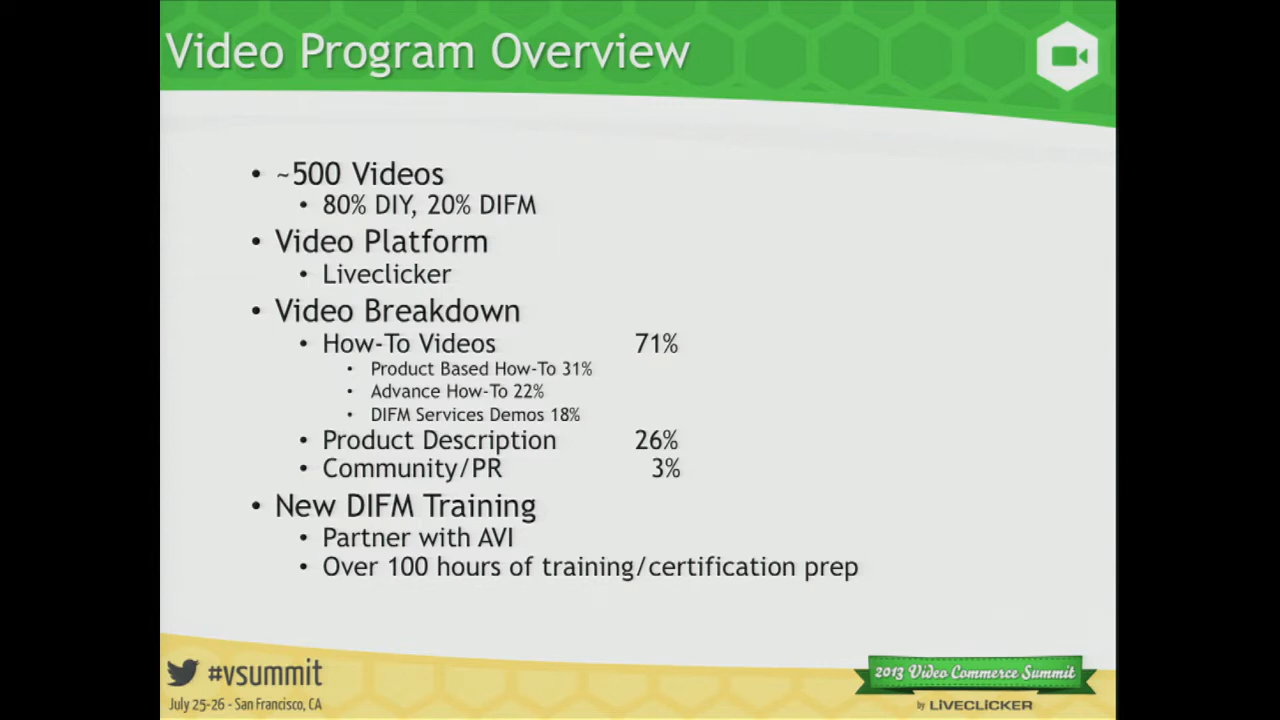 Video Program Overview
• ~500 Videos
• 80% DIY, 20% DIFM
• Video Platform
• Liveclicker
• Video Breakdown
• How-To Videos 71%
• Product Based How-To 31%
• Advance How-To 22%
• DIFM Services Demos 18%
• Product Description 26%
• Community/PR 3%
• New DIFM Training
• Partner with AVI
• Over 100 hours of training/certification prep
#vsummit
July 25-26 - San Francisco, CA
2013 Video Commerce Summit
by LIVECLICKER